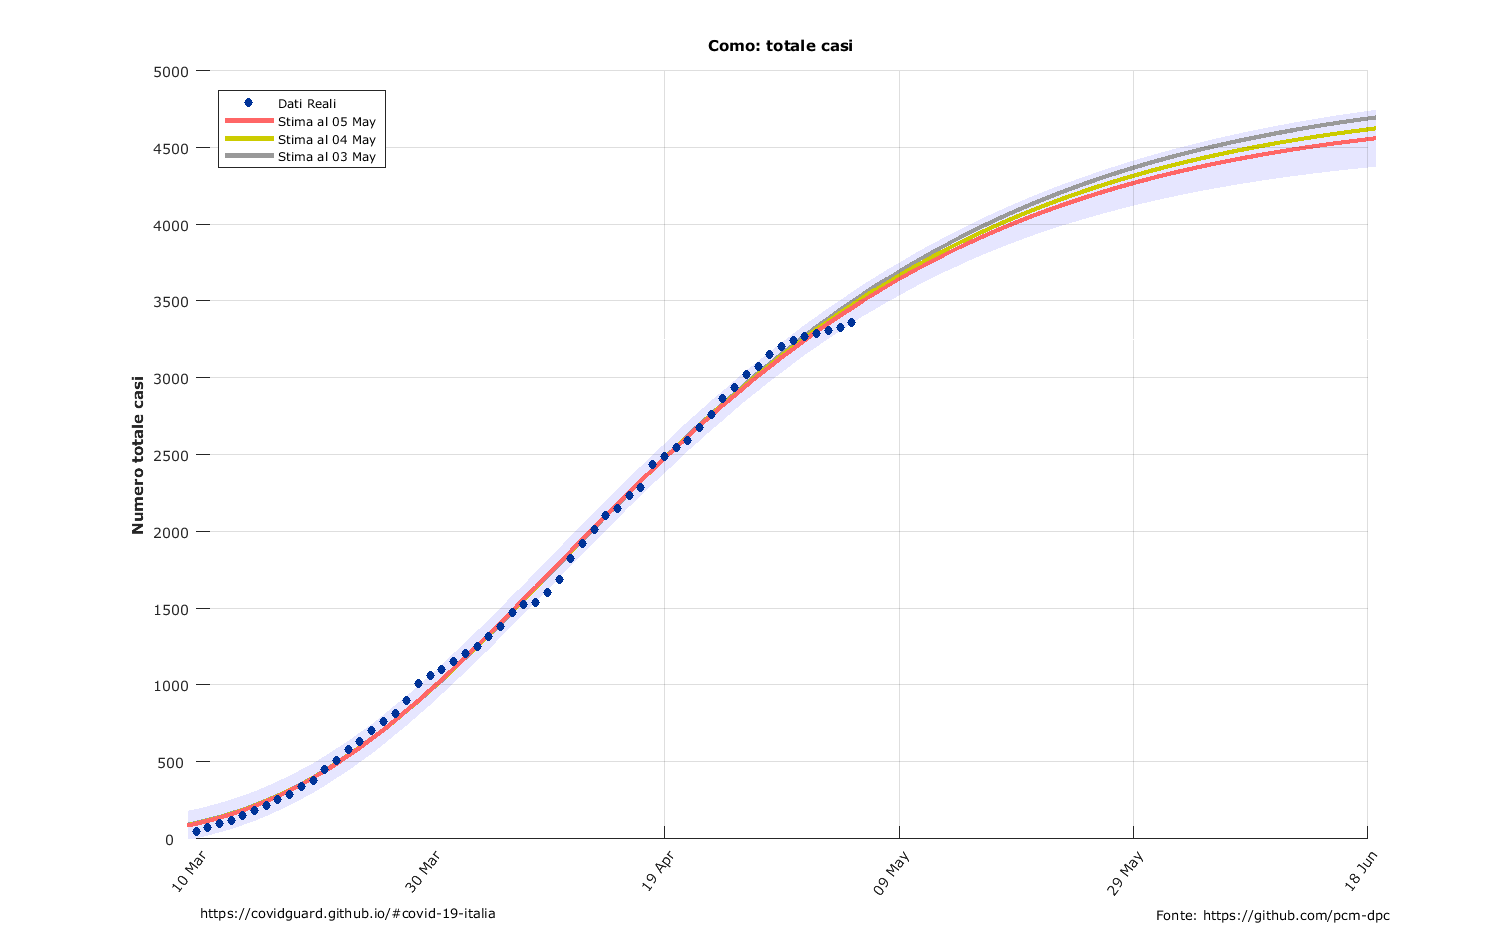 Como: totale casi
Dati Reali
Stima al 05 May
Stima al 04 May
Stima al 03 May
Numero totale casi
5000
4500
4000
3500
3000
2500
2000
1500
1000
500
0
10 Mar
30 Mar
19 Apr
09 May
29 May
18 Jun
https://covidguard.github.io/#covid-19-italia
Fonte: https://github.com/pcm-dpc